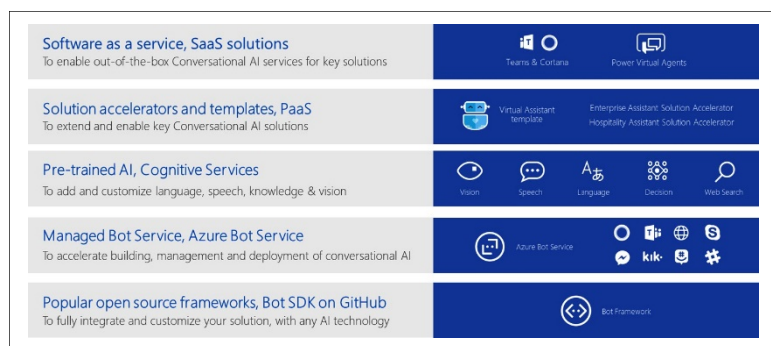 Software as a service, SaaS solutions
To enable out-of-the-box Conversational AI services for key solutions
Teams & Cortana
Power Virtual Agents
Solution accelerators and templates, PaaS
To extend and enable key Conversational AI solutions
Virtual Assistant
template
Enterprise Assistant Solution Accelerator
Hospitality Assistant Solution Accelerator
Pre-trained AI, Cognitive Services
To add and customize language, speech, knowledge & vision
Vision
Speech
Language
Decision
Web Search
Managed Bot Service, Azure Bot Service
To accelerate building, management and deployment of conversational AI
Azure Bot Service
kik·
Popular open source frameworks, Bot SDK on GitHub
To fully integrate and customize your solution, with any AI technology
Bot Framework